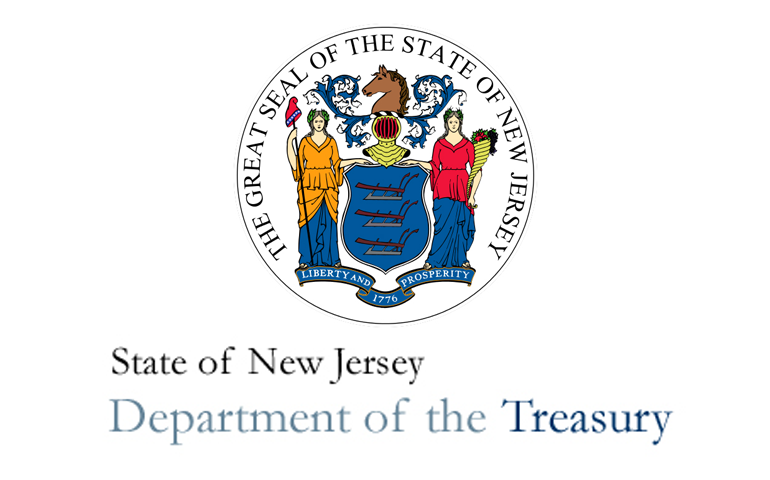 THE GREAT SEAL OF THE STATE OF NEW JERSEY
LIBERTY AND PROSPERITY
1776
State of New Jersey
Department of the Treasury